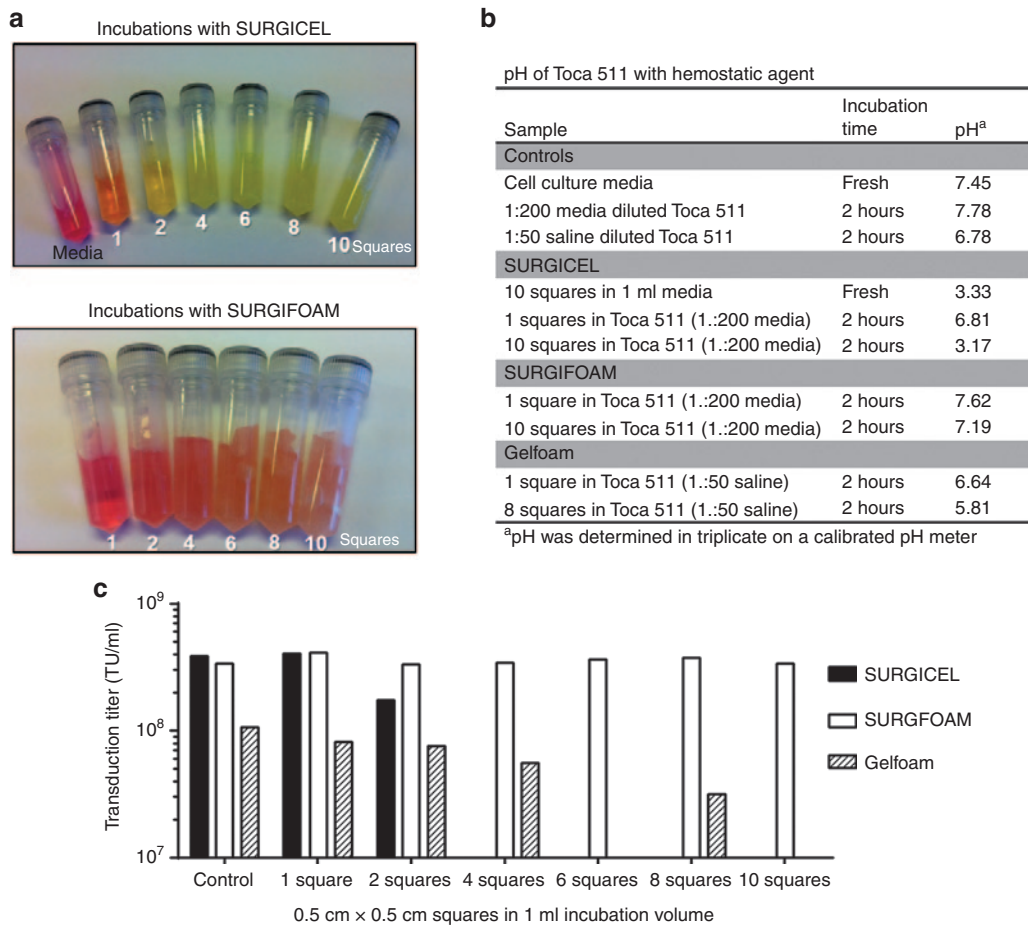 a
Incubations with SURGICEL
Media
1
2
4
6
8
10 Squares
Incubations with SURGIFOAM
1
2
4
6
8
10 Squares
b
pH of Toca 511 with hemostatic agent
Sample Incubation time pHa
Controls
Cell culture media Fresh 7.45
1:200 media diluted Toca 511 2 hours 7.78
1:50 saline diluted Toca 511 2 hours 6.78
SURGICEL
10 squares in 1 ml media Fresh 3.33
1 squares in Toca 511 (1.:200 media) 2 hours 6.81
10 squares in Toca 511 (1.:200 media) 2 hours 3.17
SURGIFOAM
1 square in Toca 511 (1.:200 media) 2 hours 7.62
10 squares in Toca 511 (1.:200 media) 2 hours 7.19
Gelfoam
1 square in Toca 511 (1.:50 saline) 2 hours 6.64
8 squares in Toca 511 (1.:50 saline) 2 hours 5.81
apH was determined in triplicate on a calibrated pH meter
c
Transduction titer (TU/ml)
10^9
10^8
10^7
Control 1 square 2 squares 4 squares 6 squares 8 squares 10 squares
0.5 cm × 0.5 cm squares in 1 ml incubation volume
SURGICEL
SURGFOAM
Gelfoam